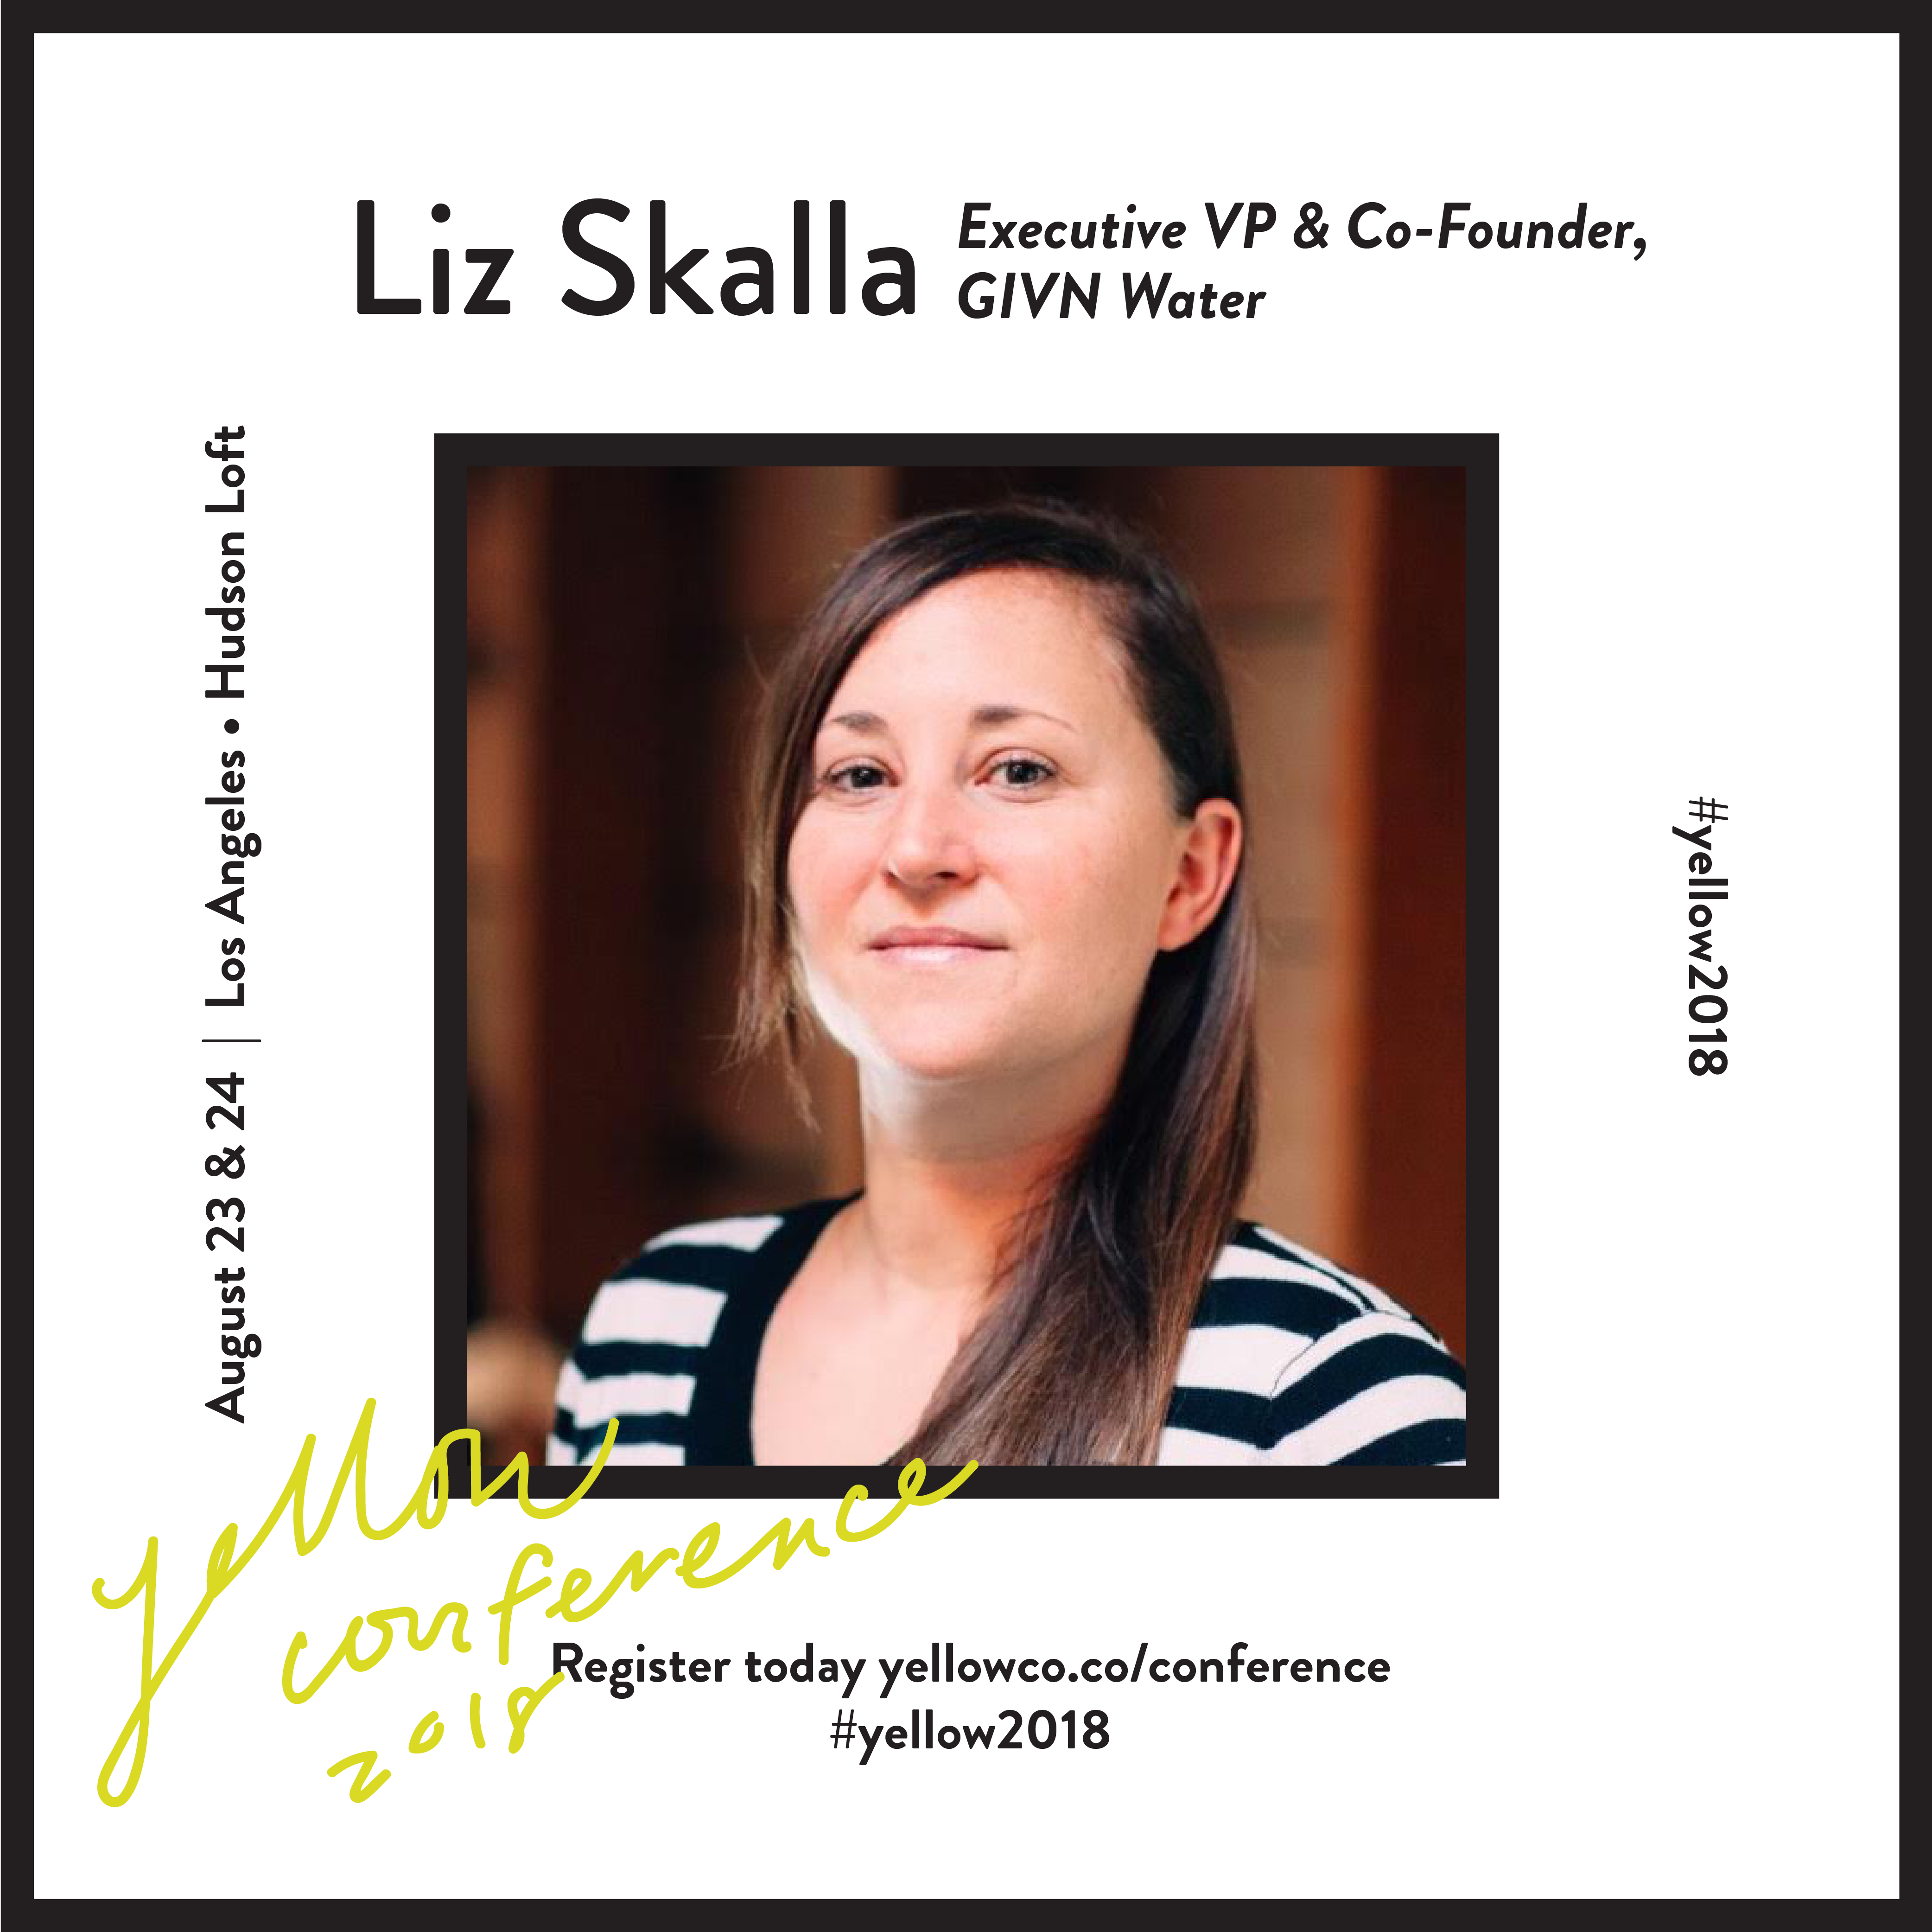 Liz Skalla
Executive VP & Co-Founder,
GIVN Water
August 23 & 24 | Los Angeles • Hudson Loft
#yellow2018
yellow
conference
2018
Register today yellowco.co/conference
#yellow2018